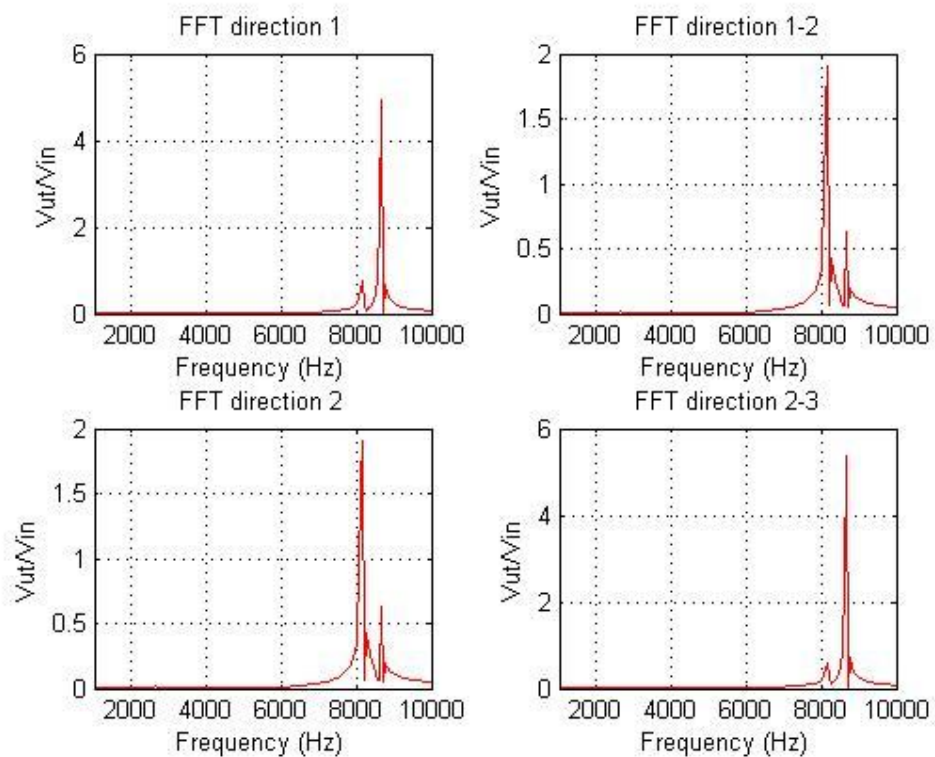 FFT direction 1
6
4
2
0
Vut/Vin
2000 4000 6000 8000 10000
Frequency (Hz)
FFT direction 1-2
2
1.5
1
0.5
0
Vut/Vin
2000 4000 6000 8000 10000
Frequency (Hz)
FFT direction 2
2
1.5
1
0.5
0
Vut/Vin
2000 4000 6000 8000 10000
Frequency (Hz)
FFT direction 2-3
6
4
2
0
Vut/Vin
2000 4000 6000 8000 10000
Frequency (Hz)